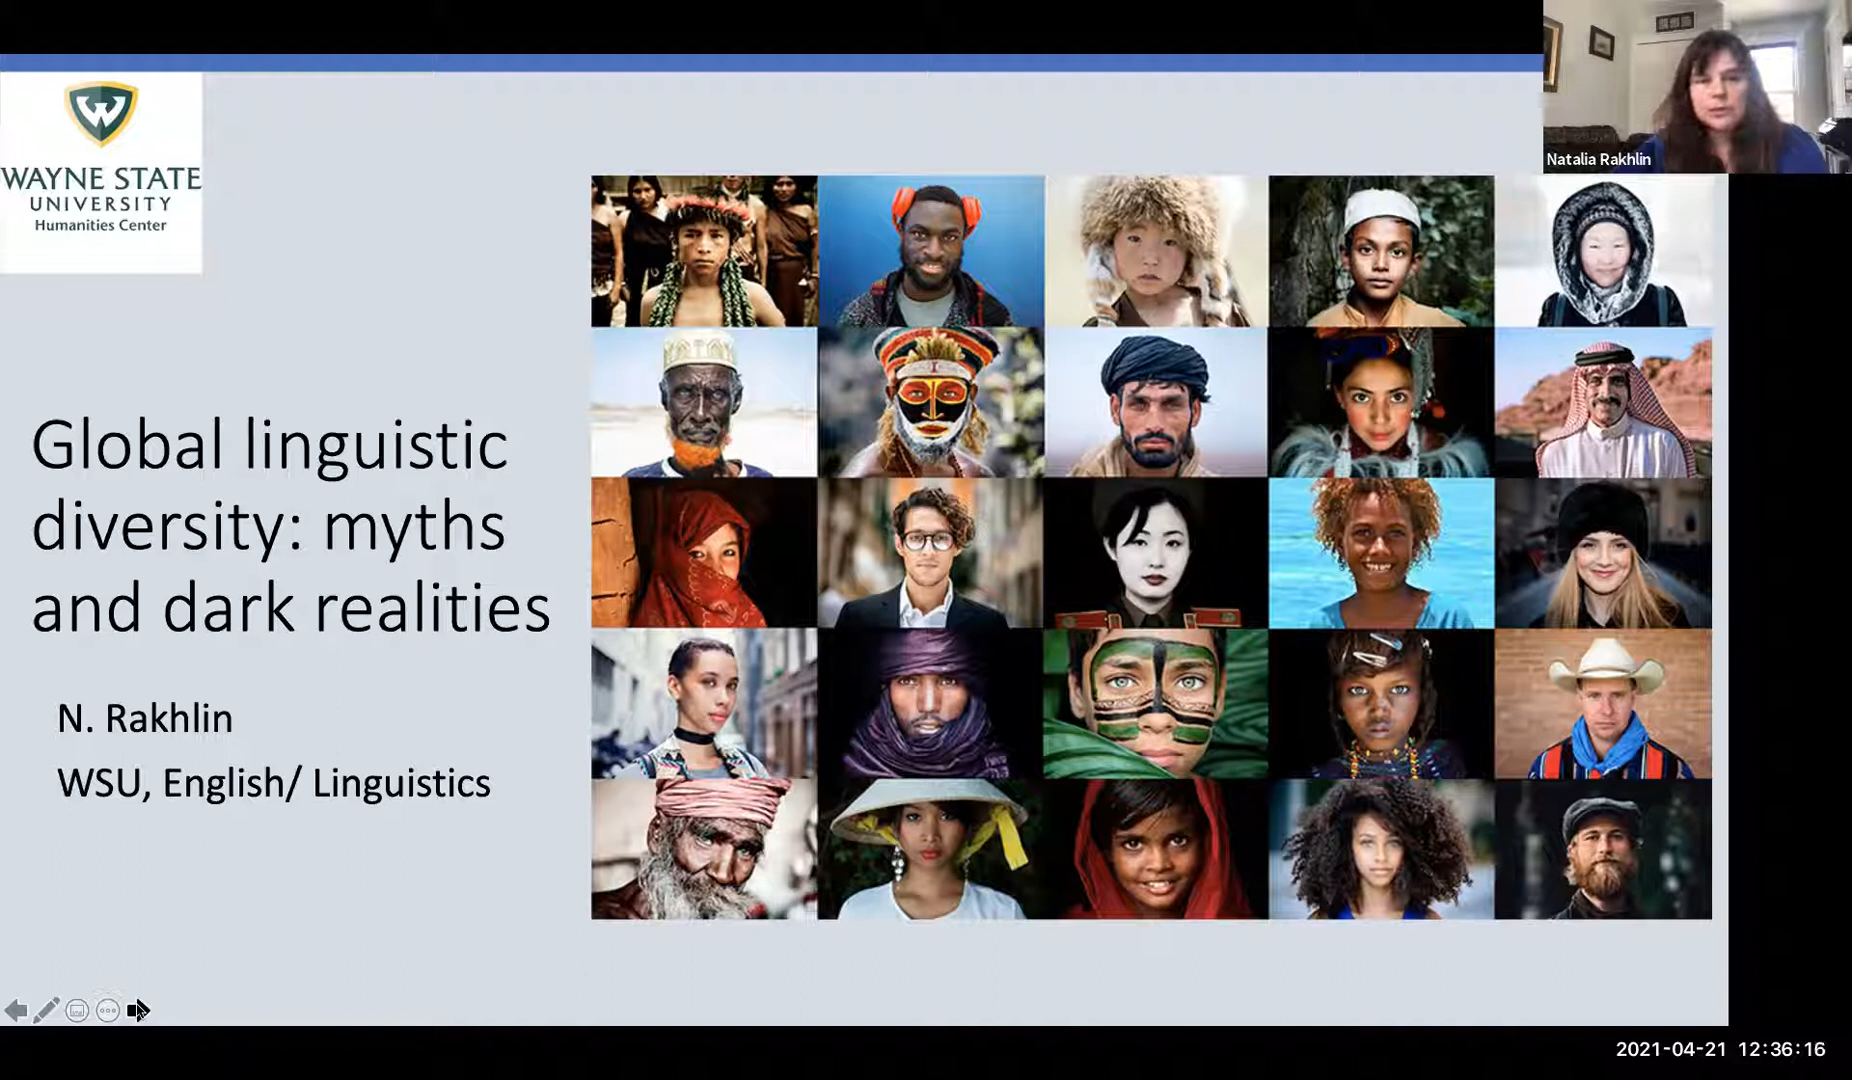 WAYNE STATE
UNIVERSITY
Humanities Center
Natalia Rakhlin
Global linguistic
diversity: myths
and dark realities
N. Rakhlin
WSU, English/ Linguistics
2021-04-21 12:36:16